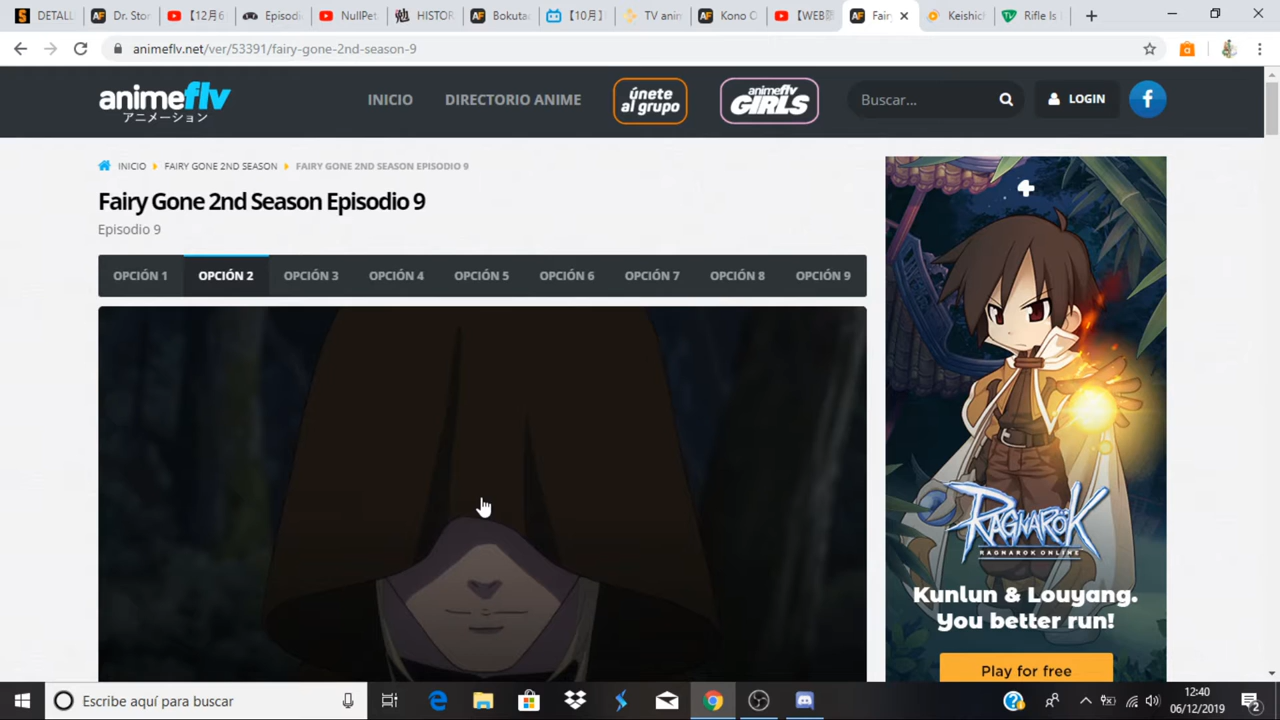 DETALL
Dr. Stor
【12月6
Episodi
NullPet
HISTOR
Bokuta
【10月】
TV anin
Kono O
【WEB
Fair
Keishich
Rifle Is
animeflv.net/ver/53391/fairy-gone-2nd-season-9
animeflv
アニメーション
INICIO
DIRECTORIO ANIME
únete
al grupo
animeflv
GIRLS
Buscar...
LOGIN
INICIO
FAIRY GONE 2ND SEASON
FAIRY GONE 2ND SEASON EPISODIO 9
Fairy Gone 2nd Season Episodio 9
Episodio 9
OPCIÓN 1
OPCIÓN 2
OPCIÓN 3
OPCIÓN 4
OPCIÓN 5
OPCIÓN 6
OPCIÓN 7
OPCIÓN 8
OPCIÓN 9
RAGNARÖK
RAGNARÖK ONLINE
Kunlun & Louyang.
You better run!
Play for free
Escribe aquí para buscar
12:40
06/12/2019
2